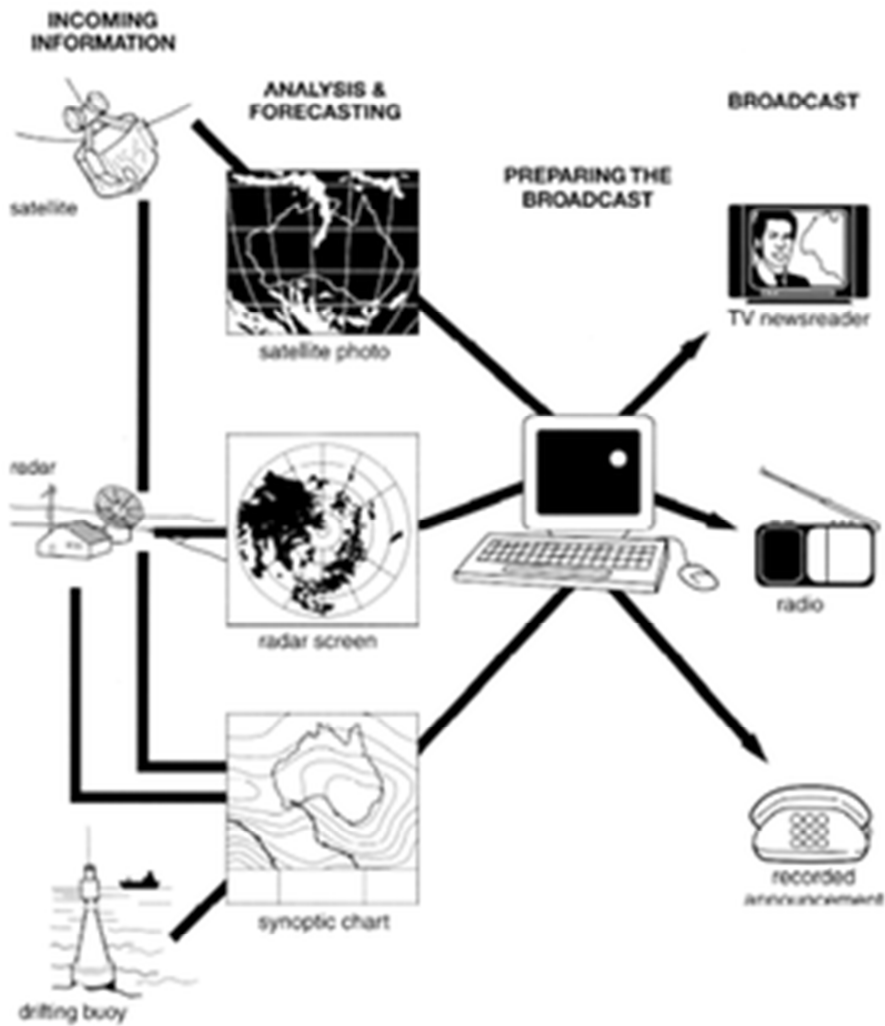 INCOMING
INFORMATION
ANALYSIS &
FORECASTING
BROADCAST
PREPARING THE
BROADCAST
satellite
TV newsreader
satellite photo
radar
radio
radar screen
recorded
announcement
synoptic chart
drifting buoy